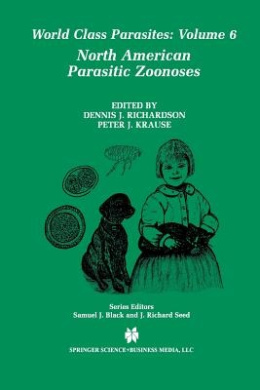 World Class Parasites: Volume 6
North American
Parasitic Zoonoses
EDITED BY
DENNIS J. RICHARDSON
PETER J. KRAUSE
Series Editors
Samuel J. Black and J. Richard Seed
SPRINGER SCIENCE+BUSINESS MEDIA, LLC